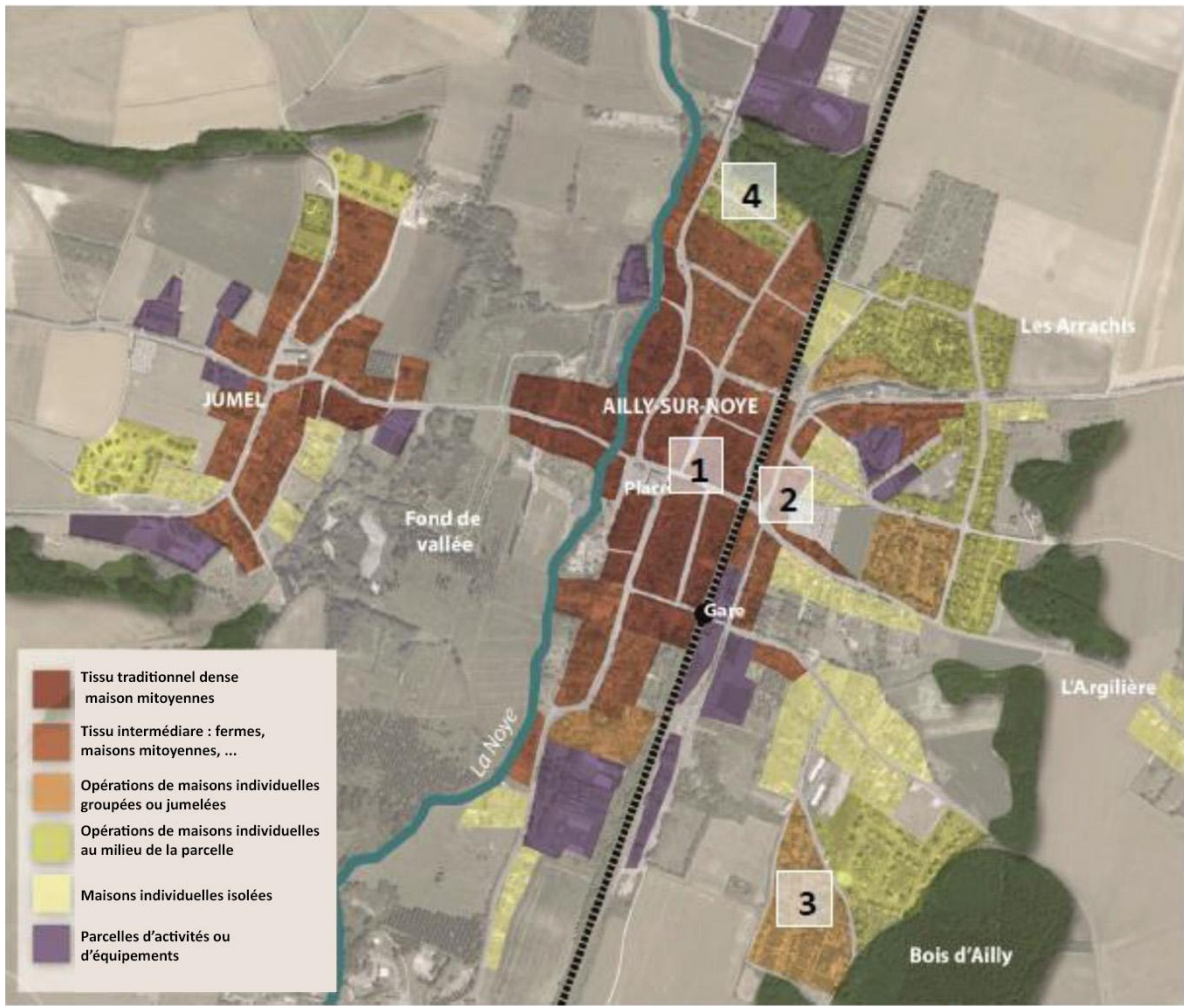 4
Les Arrachis
JUMEL
AILLY-SUR-NOYE
1
Place
2
Fond de
vallée
Gare
L'Argilière
La Noye
3
Bois d'Ailly
Tissu traditionnel dense
maison mitoyennes
Tissu intermédiare : fermes,
maisons mitoyennes, ...
Opérations de maisons individuelles
groupées ou jumelées
Opérations de maisons individuelles
au milieu de la parcelle
Maisons individuelles isolées
Parcelles d'activités ou
d'équipements